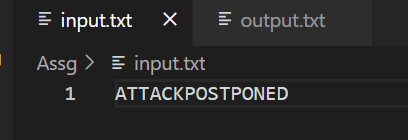 input.txt output.txt
Assg > input.txt
1 ATTACKPOSTPONED